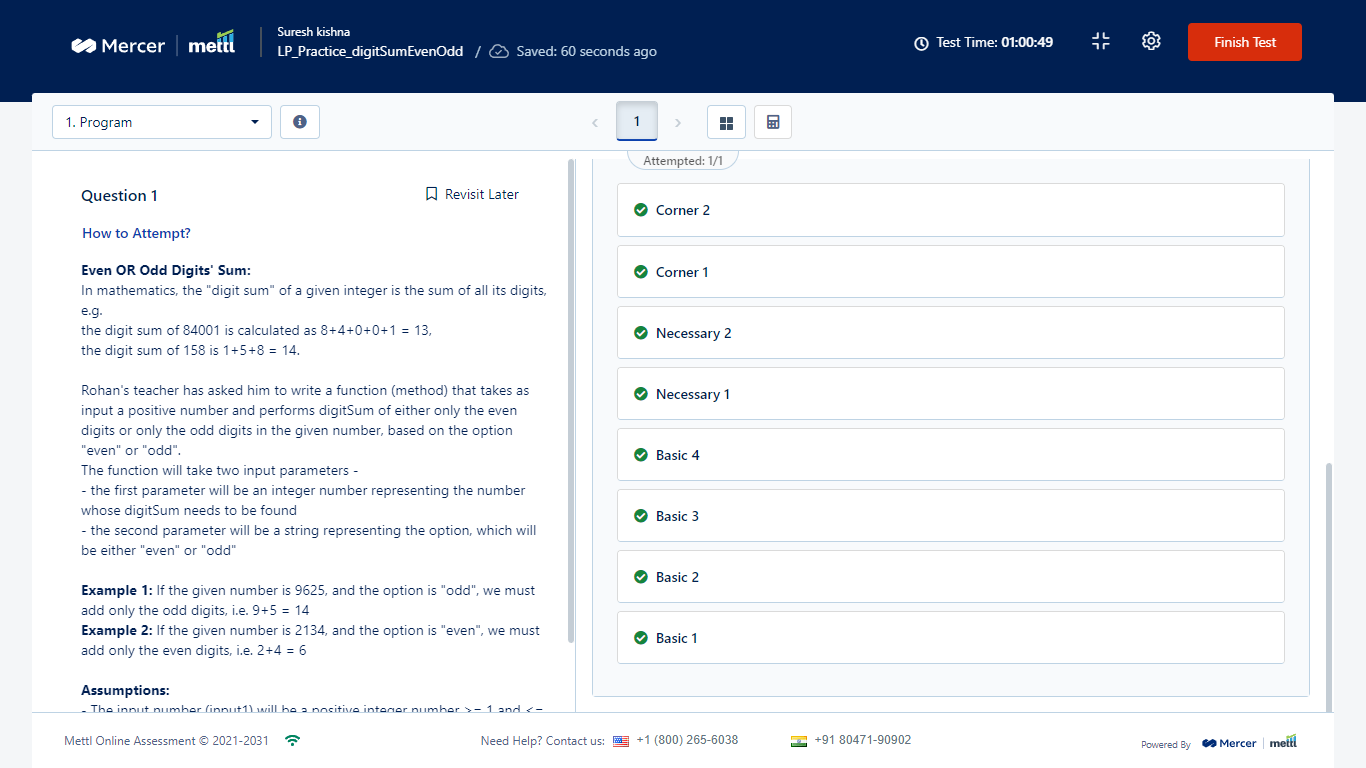 Mercer | mettl
Suresh kishna
LP_Practice_digitSumEvenOdd / Saved: 60 seconds ago
Test Time: 01:00:49
Finish Test
1. Program
1
Attempted: 1/1
Question 1
Revisit Later
How to Attempt?
Even OR Odd Digits' Sum:
In mathematics, the "digit sum" of a given integer is the sum of all its digits,
e.g.
the digit sum of 84001 is calculated as 8+4+0+0+1 = 13,
the digit sum of 158 is 1+5+8 = 14.
Rohan's teacher has asked him to write a function (method) that takes as
input a positive number and performs digitSum of either only the even
digits or only the odd digits in the given number, based on the option
"even" or "odd".
The function will take two input parameters -
- the first parameter will be an integer number representing the number
whose digitSum needs to be found
- the second parameter will be a string representing the option, which will
be either "even" or "odd"
Example 1: If the given number is 9625, and the option is "odd", we must
add only the odd digits, i.e. 9+5 = 14
Example 2: If the given number is 2134, and the option is "even", we must
add only the even digits, i.e. 2+4 = 6
Assumptions:
- The input number (input1) will be a positive integer number >= 1 and <=
Corner 2
Corner 1
Necessary 2
Necessary 1
Basic 4
Basic 3
Basic 2
Basic 1
Mettl Online Assessment © 2021-2031
Need Help? Contact us: +1 (800) 265-6038
+91 80471-90902
Powered By Mercer | mettl